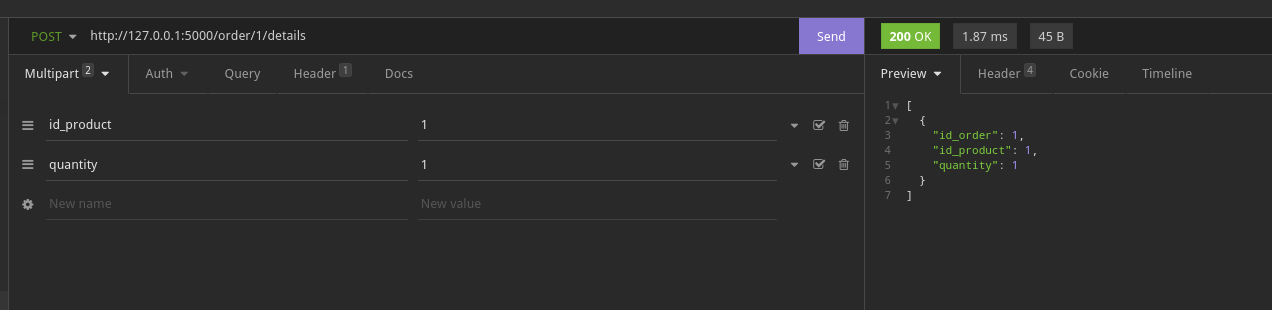 POST http://127.0.0.1:5000/order/1/details Send 200 OK 1.87 ms 45 B
Multipart 2 Auth Query Header 1 Docs Preview Header 4 Cookie Timeline
id_product 1
quantity 1
New name New value
1 [
2 {
3 "id_order": 1,
4 "id_product": 1,
5 "quantity": 1
6 }
7 ]